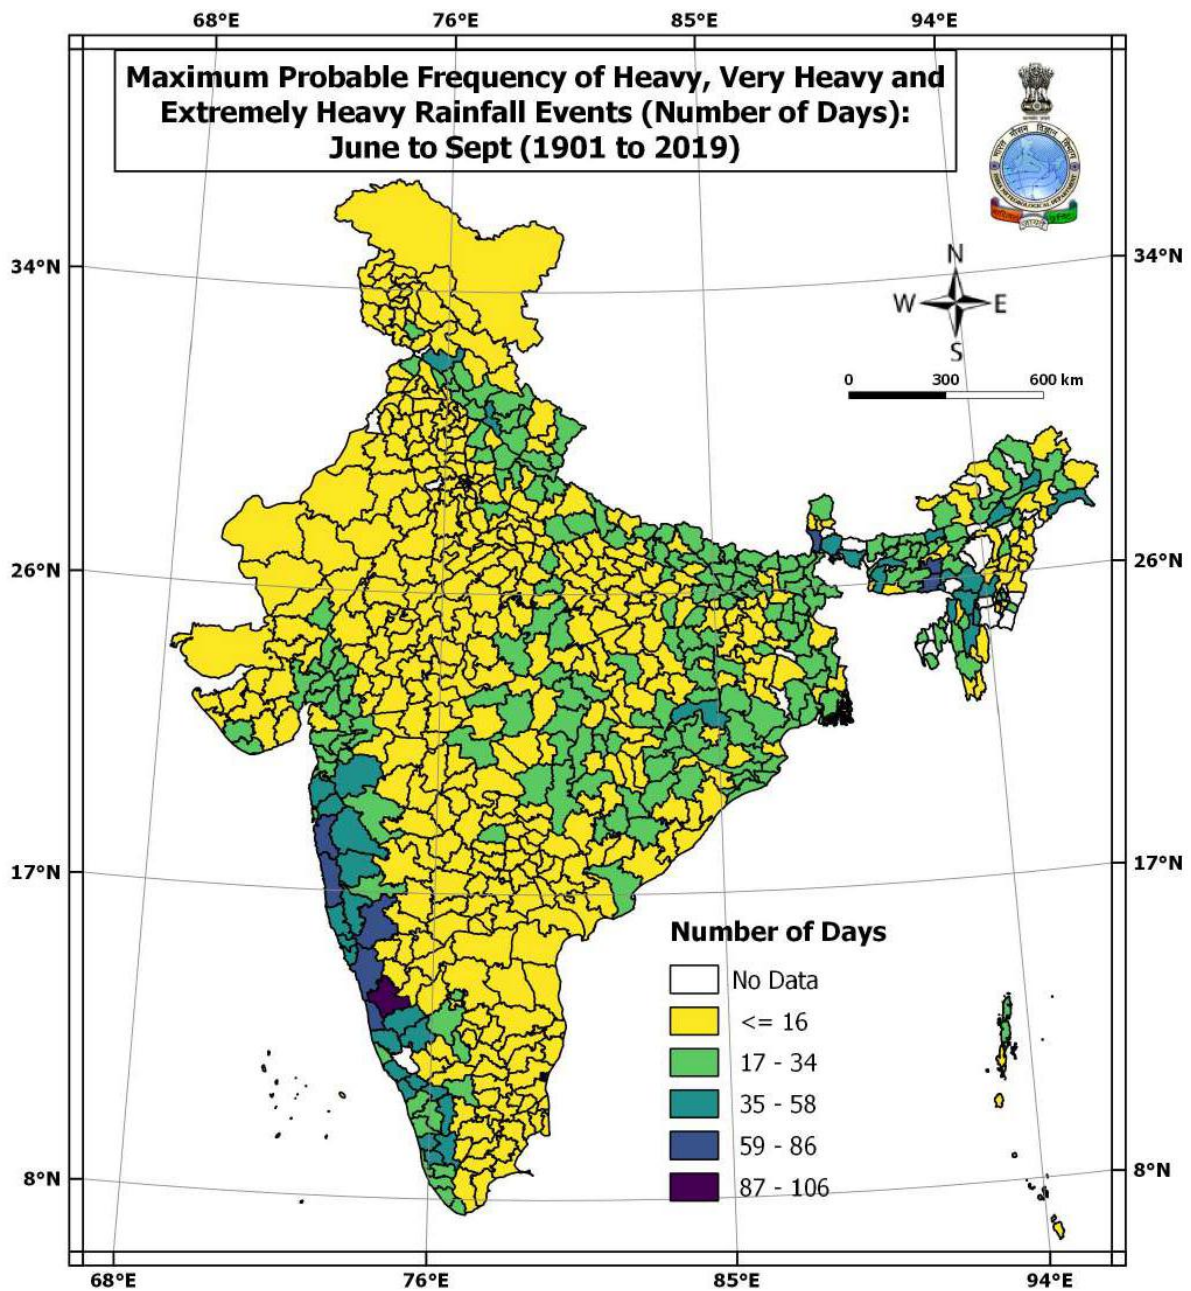 68°E 76°E 85°E 94°E
Maximum Probable Frequency of Heavy, Very Heavy and
Extremely Heavy Rainfall Events (Number of Days):
June to Sept (1901 to 2019)
34°N 34°N
N
W E
S
0 300 600 km
26°N 26°N
17°N 17°N
Number of Days
No Data
<= 16
17 - 34
35 - 58
59 - 86
87 - 106
8°N 8°N
68°E 76°E 85°E 94°E